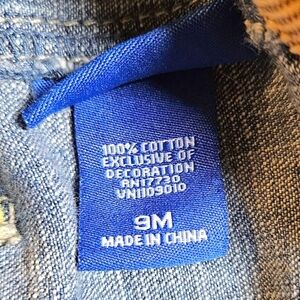 100% COTTON
EXCLUSIVE OF
DECORATION
RN17730
VN1109010
9M
MADE IN CHINA